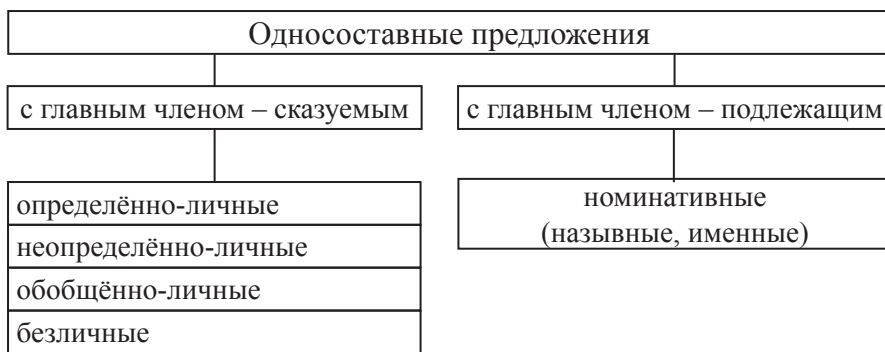 Односоставные предложения
с главным членом – сказуемым
с главным членом – подлежащим
определённо-личные
неопределённо-личные
обобщённо-личные
безличные
номинативные
(назывные, именные)